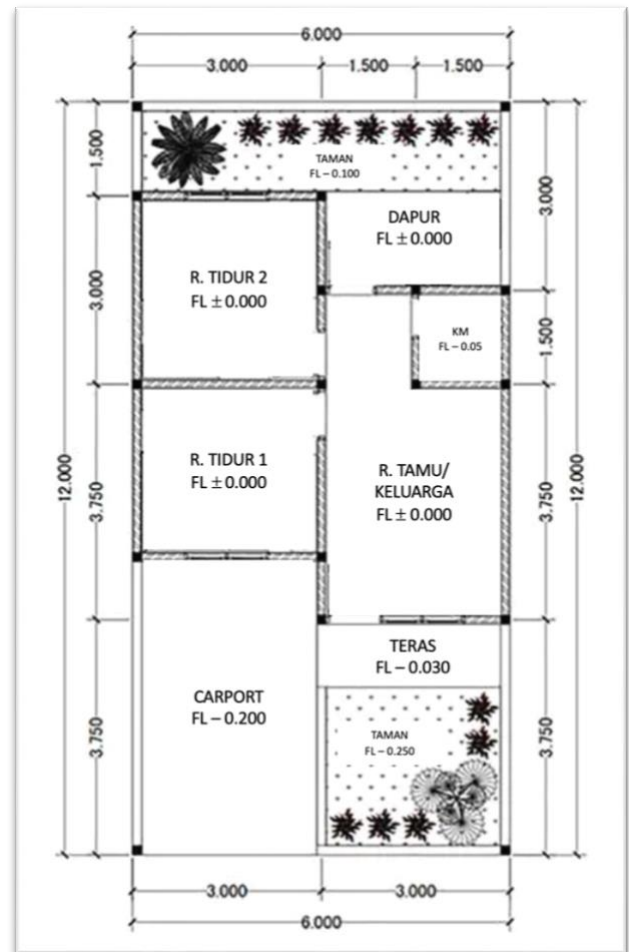 6.000
3.000
1.500
1.500
1.500
TAMAN
FL – 0.100
DAPUR
FL ± 0.000
3.000
R. TIDUR 2
FL ± 0.000
3.000
KM
FL – 0.05
1.500
R. TIDUR 1
FL ± 0.000
R. TAMU/
KELUARGA
FL ± 0.000
12.000
3.750
3.750
12.000
TERAS
FL – 0.030
CARPORT
FL – 0.200
TAMAN
FL – 0.250
3.750
3.750
3.000
3.000
6.000